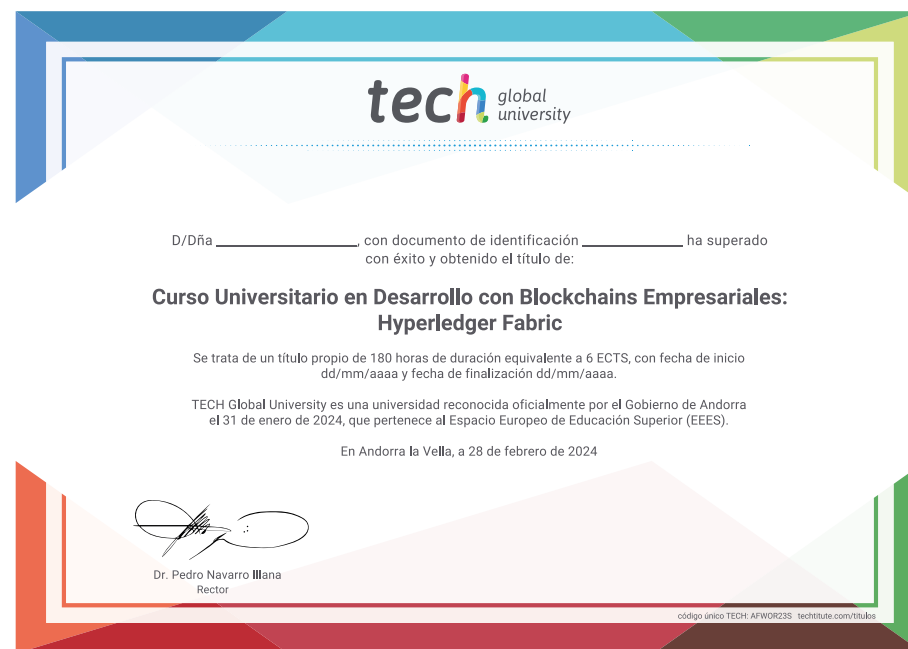 tech global university
D/Dña ____________________, con documento de identificación ______________ ha superado
con éxito y obtenido el título de:
Curso Universitario en Desarrollo con Blockchains Empresariales:
Hyperledger Fabric
Se trata de un título propio de 180 horas de duración equivalente a 6 ECTS, con fecha de inicio
dd/mm/aaaa y fecha de finalización dd/mm/aaaa.
TECH Global University es una universidad reconocida oficialmente por el Gobierno de Andorra
el 31 de enero de 2024, que pertenece al Espacio Europeo de Educación Superior (EEES).
En Andorra la Vella, a 28 de febrero de 2024
Dr. Pedro Navarro Illana
Rector
código único TECH: AFWOR23S techtitute.com/titulos